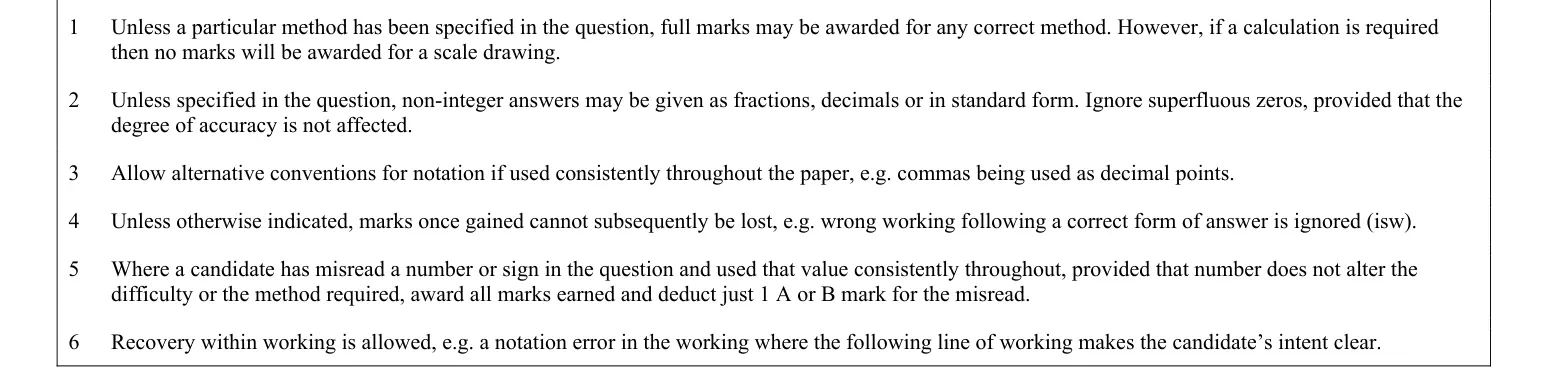 1 Unless a particular method has been specified in the question, full marks may be awarded for any correct method. However, if a calculation is required
then no marks will be awarded for a scale drawing.
2 Unless specified in the question, non-integer answers may be given as fractions, decimals or in standard form. Ignore superfluous zeros, provided that the
degree of accuracy is not affected.
3 Allow alternative conventions for notation if used consistently throughout the paper, e.g. commas being used as decimal points.
4 Unless otherwise indicated, marks once gained cannot subsequently be lost, e.g. wrong working following a correct form of answer is ignored (isw).
5 Where a candidate has misread a number or sign in the question and used that value consistently throughout, provided that number does not alter the
difficulty or the method required, award all marks earned and deduct just 1 A or B mark for the misread.
6 Recovery within working is allowed, e.g. a notation error in the working where the following line of working makes the candidate’s intent clear.